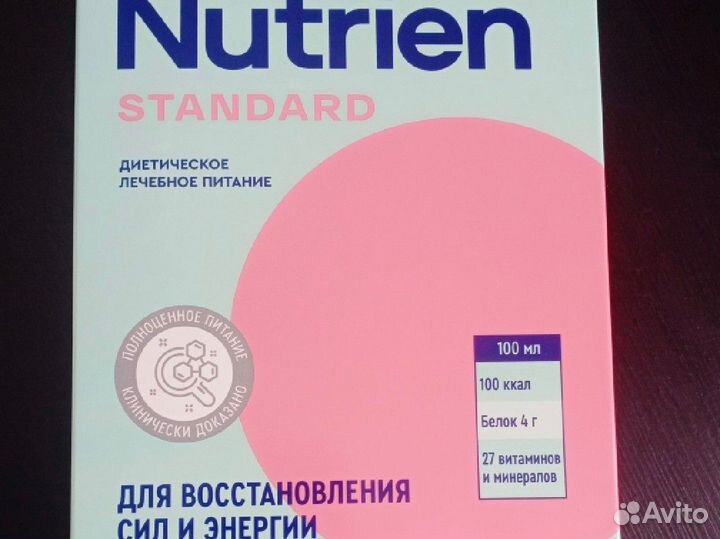 Nutrien
STANDARD
ДИЕТИЧЕСКОЕ
ЛЕЧЕБНОЕ ПИТАНИЕ
ПОЛНОЦЕННОЕ ПИТАНИЕ
КЛИНИЧЕСКИ ДОКАЗАНО
100 мл
100 ккал
Белок 4 г
27 витаминов
и минералов
ДЛЯ ВОССТАНОВЛЕНИЯ
СИЛ И ЭНЕРГИИ
Avito